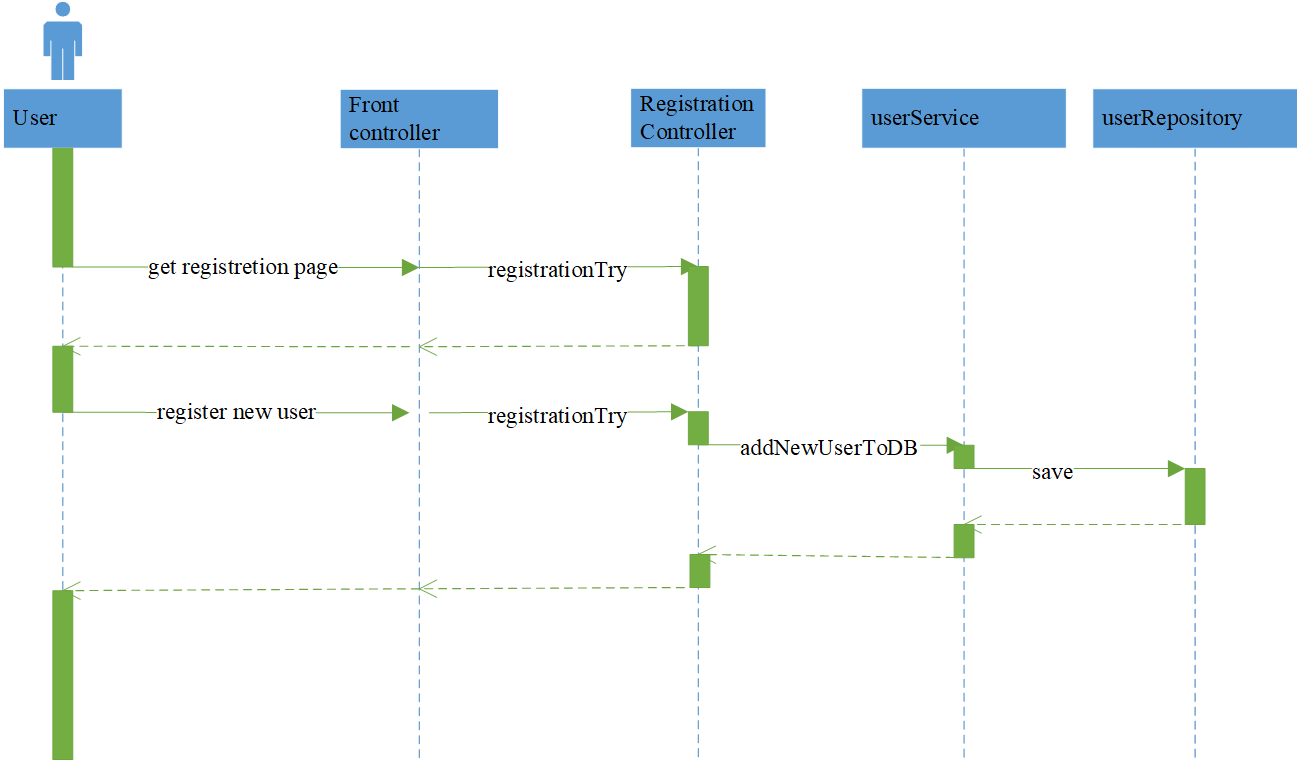 User
Front
controller
Registration
Controller
userService
userRepository
get registretion page
registrationTry
register new user
registrationTry
addNewUserToDB
save